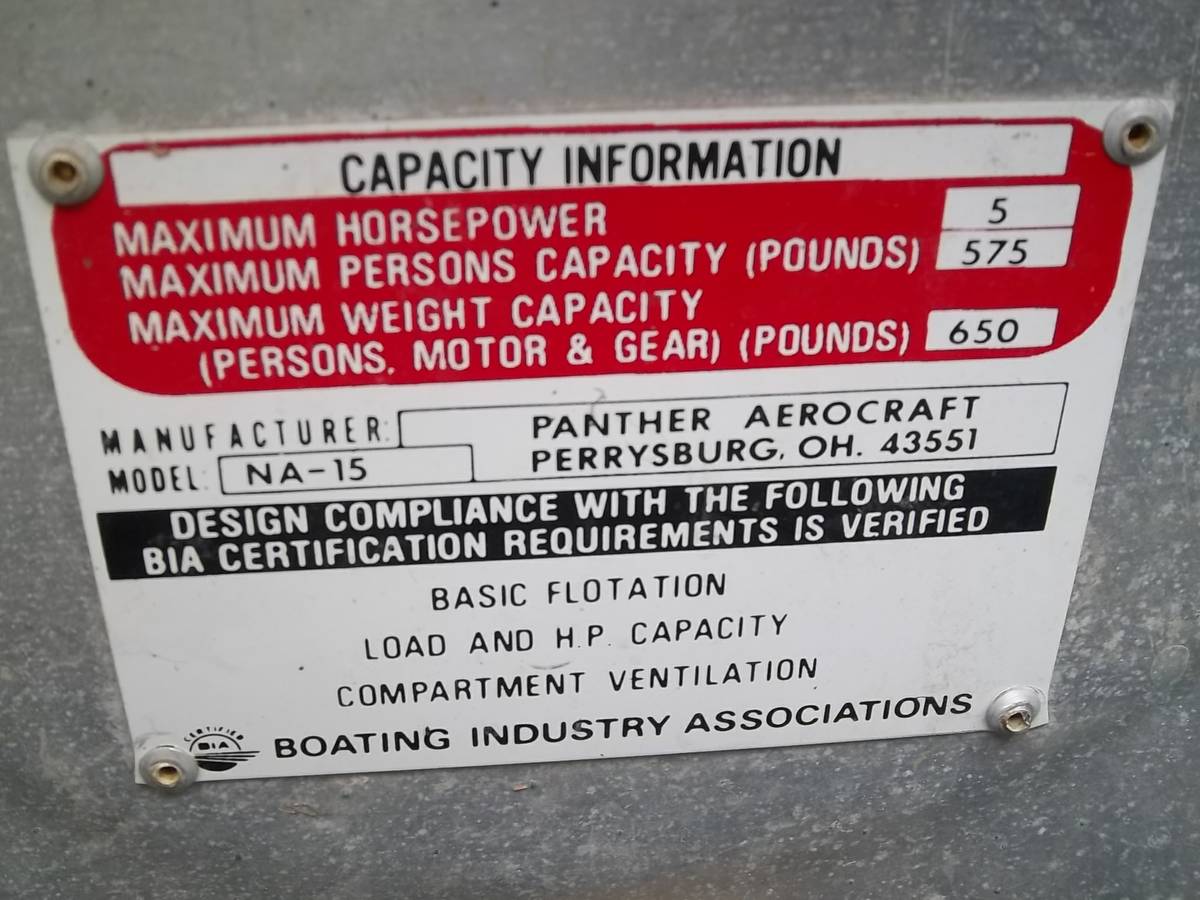 CAPACITY INFORMATION
MAXIMUM HORSEPOWER 5
MAXIMUM PERSONS CAPACITY (POUNDS) 575
MAXIMUM WEIGHT CAPACITY
(PERSONS, MOTOR & GEAR) (POUNDS) 650
MANUFACTURER: PANTHER AEROCRAFT
PERRYSBURG, OH. 43551
MODEL: NA-15
DESIGN COMPLIANCE WITH THE FOLLOWING
BIA CERTIFICATION REQUIREMENTS IS VERIFIED
BASIC FLOTATION
LOAD AND H.P. CAPACITY
COMPARTMENT VENTILATION
CERTIFIED
BIA
BOATING INDUSTRY ASSOCIATIONS